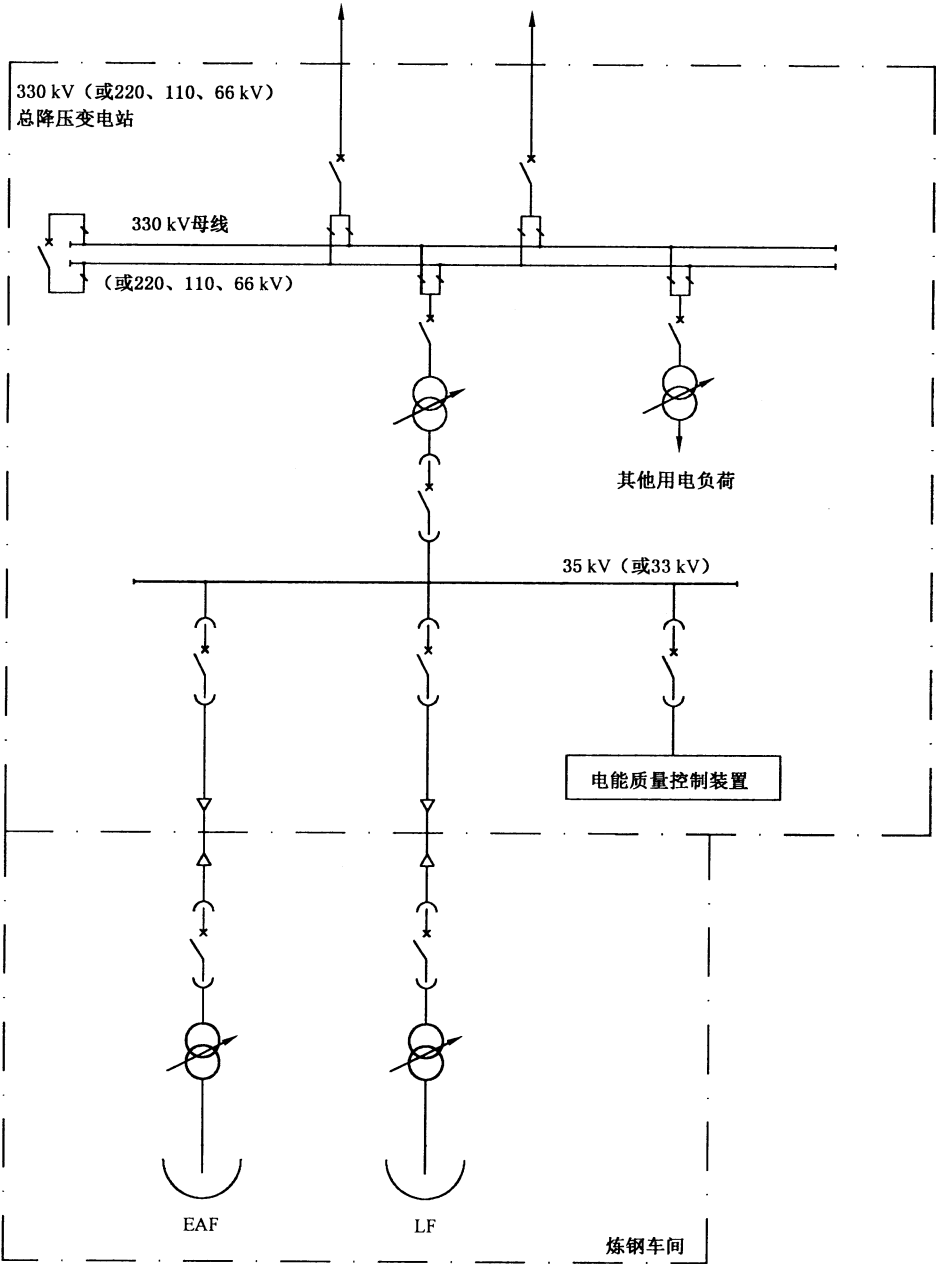 330 kV（或220、110、66 kV）
总降压变电站
330 kV母线
（或220、110、66 kV）
其他用电负荷
35 kV（或33 kV）
电能质量控制装置
EAF
LF
炼钢车间